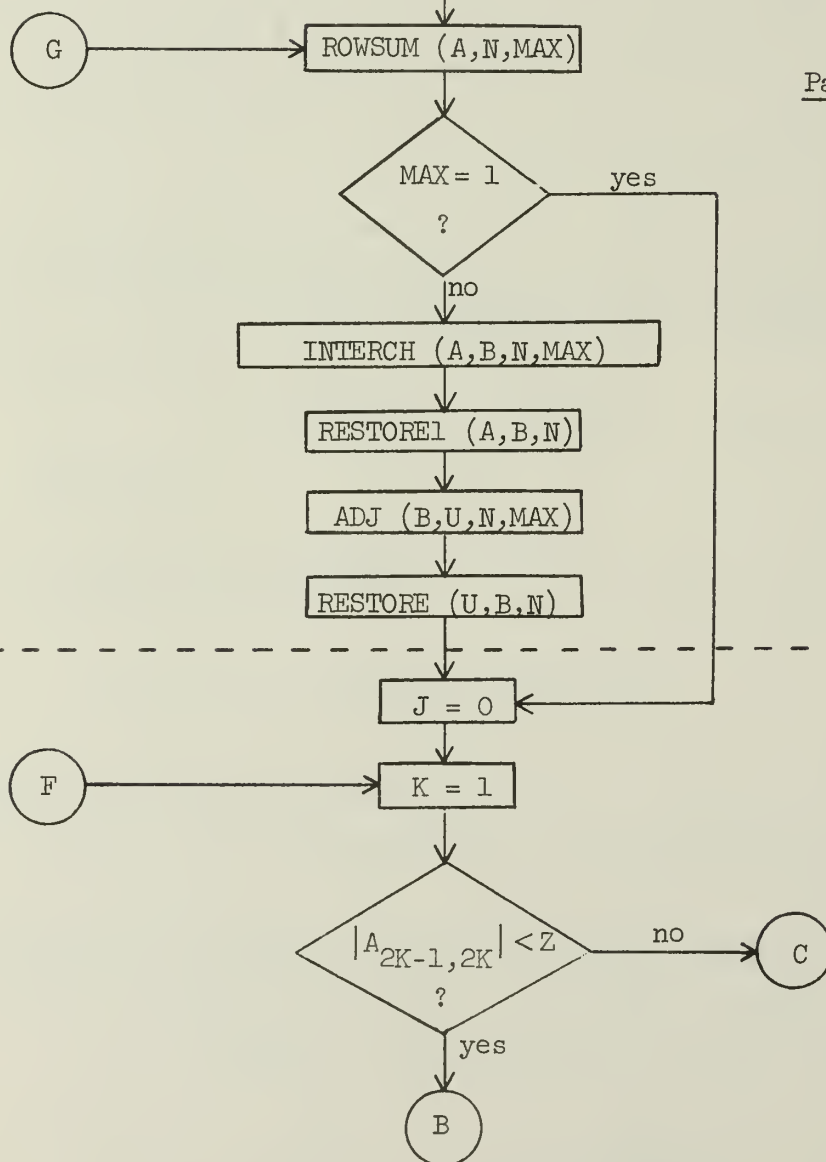 G
ROWSUM (A,N,MAX)
Pa
MAX = 1
?
yes
no
INTERCH (A,B,N,MAX)
RESTORE1 (A,B,N)
ADJ (B,U,N,MAX)
RESTORE (U,B,N)
J = 0
F
K = 1
|A2K-1,2K| < Z
?
no
C
yes
B